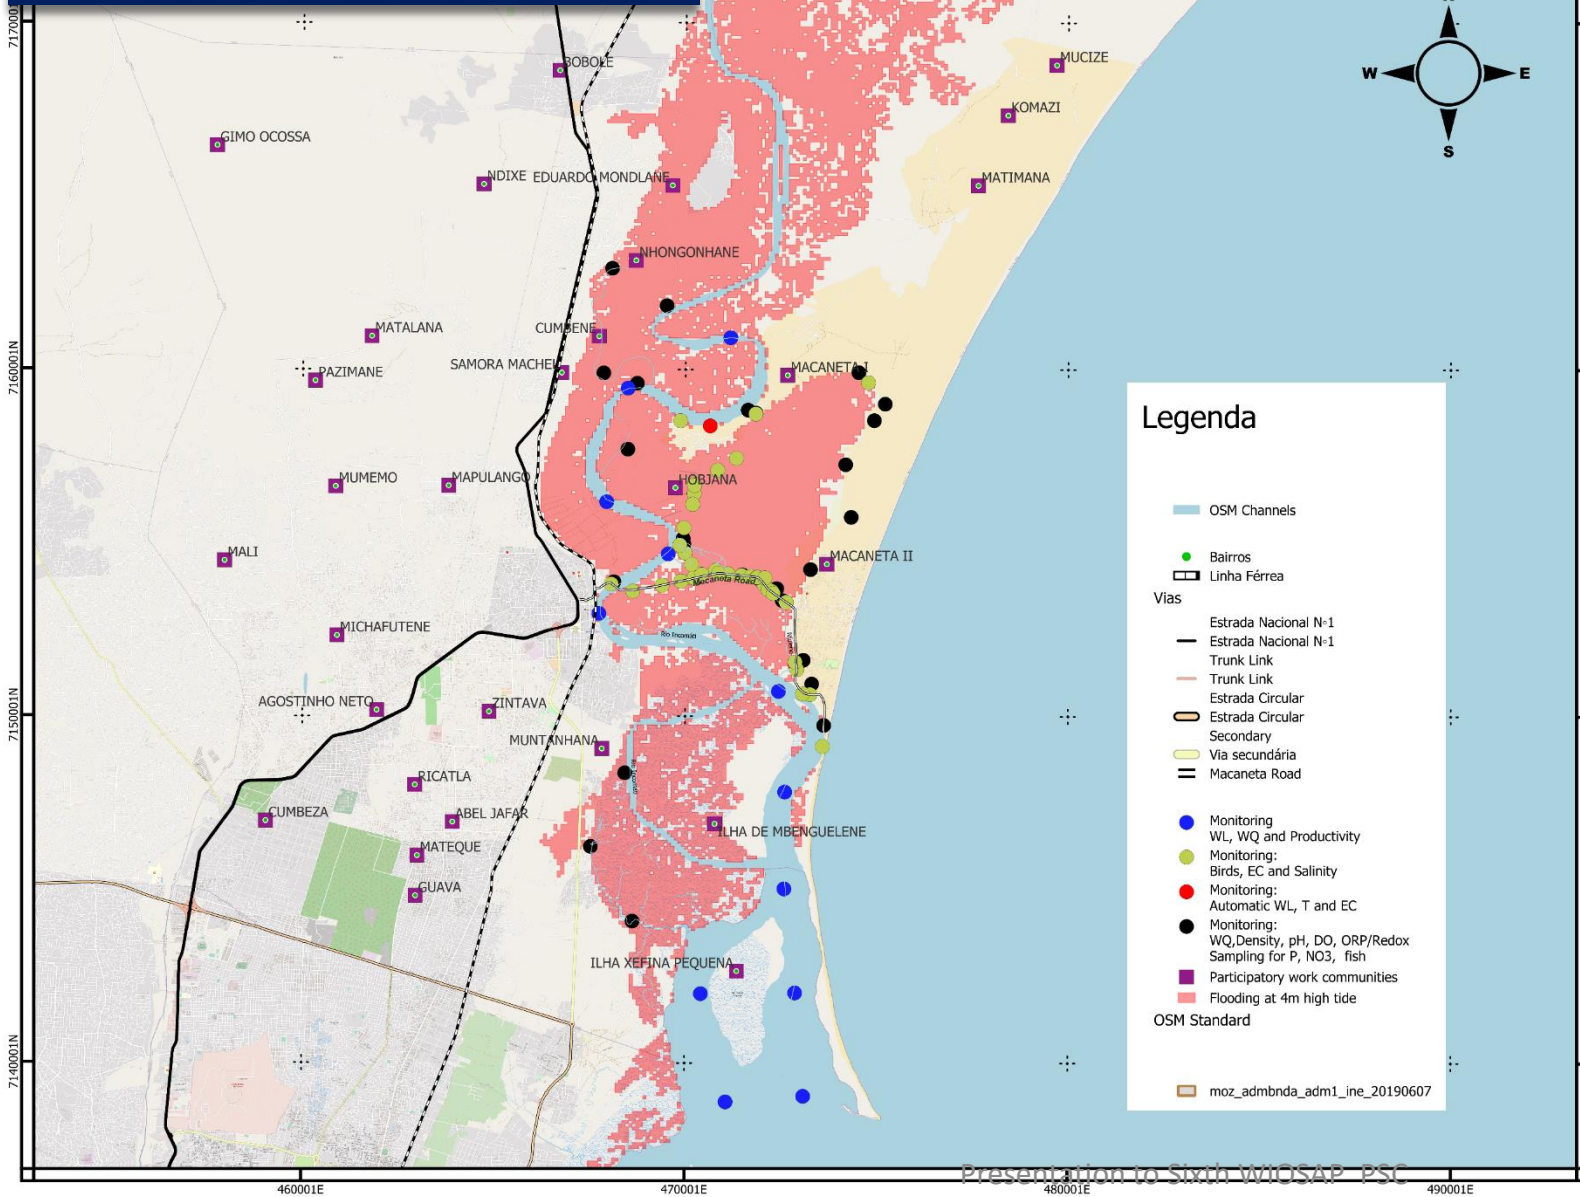 7170001N
BOBOLE
MUCIZE
KOMAZI
W
E
S
GIMO OCOSSA
NDIXE
EDUARDO MONDLANE
MATIMANA
NHONGONHANE
MATALANA
CUMBENE
7160001N
PAZIMANE
SAMORA MACHEL
MACANETA I
MUMEMO
MAPULANGO
HOBJANA
MALI
MACANETA II
Macaneta Road
MICHAFUTENE
Rio Incomáti
AGOSTINHO NETO
ZINTAVA
7150001N
MUNTANHANA
Rio Incomáti
RICATLA
CUMBEZA
ABEL JAFAR
ILHA DE MBENGUELENE
MATEQUE
GUAVA
ILHA XEFINA PEQUENA
7140001N
Legenda
OSM Channels
Bairros
Linha Férrea
Vias
Estrada Nacional N◦1
Estrada Nacional N◦1
Trunk Link
Trunk Link
Estrada Circular
Estrada Circular
Secondary
Via secundária
Macaneta Road
Monitoring
WL, WQ and Productivity
Monitoring:
Birds, EC and Salinity
Monitoring:
Automatic WL, T and EC
Monitoring:
WQ,Density, pH, DO, ORP/Redox
Sampling for P, NO3, fish
Participatory work communities
Flooding at 4m high tide
OSM Standard
moz_admbnda_adm1_ine_20190607
Presentation to Sixth WIOSAP PSC
460001E
470001E
480001E
490001E